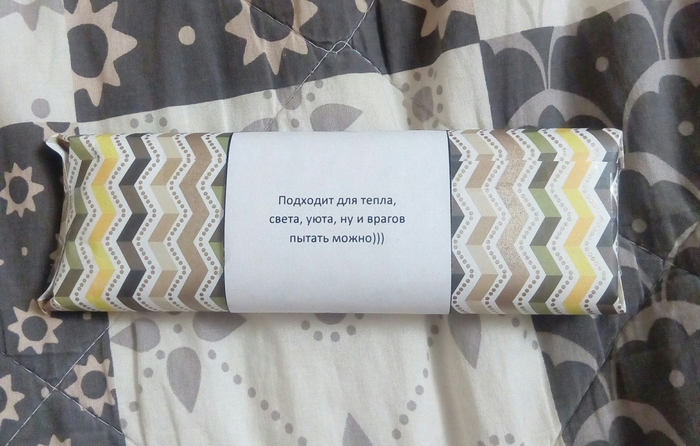 Подходит для тепла,
света, уюта, ну и врагов
пытать можно)))